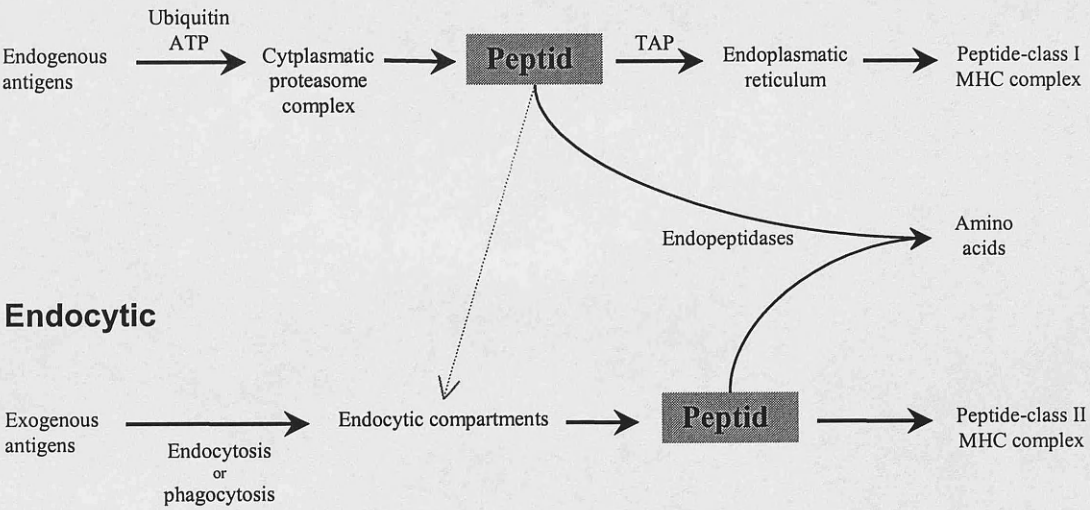 Ubiquitin
ATP
Endogenous
antigens
Cytplasmatic
proteasome
complex
Peptid
TAP
Endoplasmatic
reticulum
Peptide-class I
MHC complex
Endopeptidases
Amino
acids
Endocytic
Exogenous
antigens
Endocytosis
or
phagocytosis
Endocytic compartments
Peptid
Peptide-class II
MHC complex